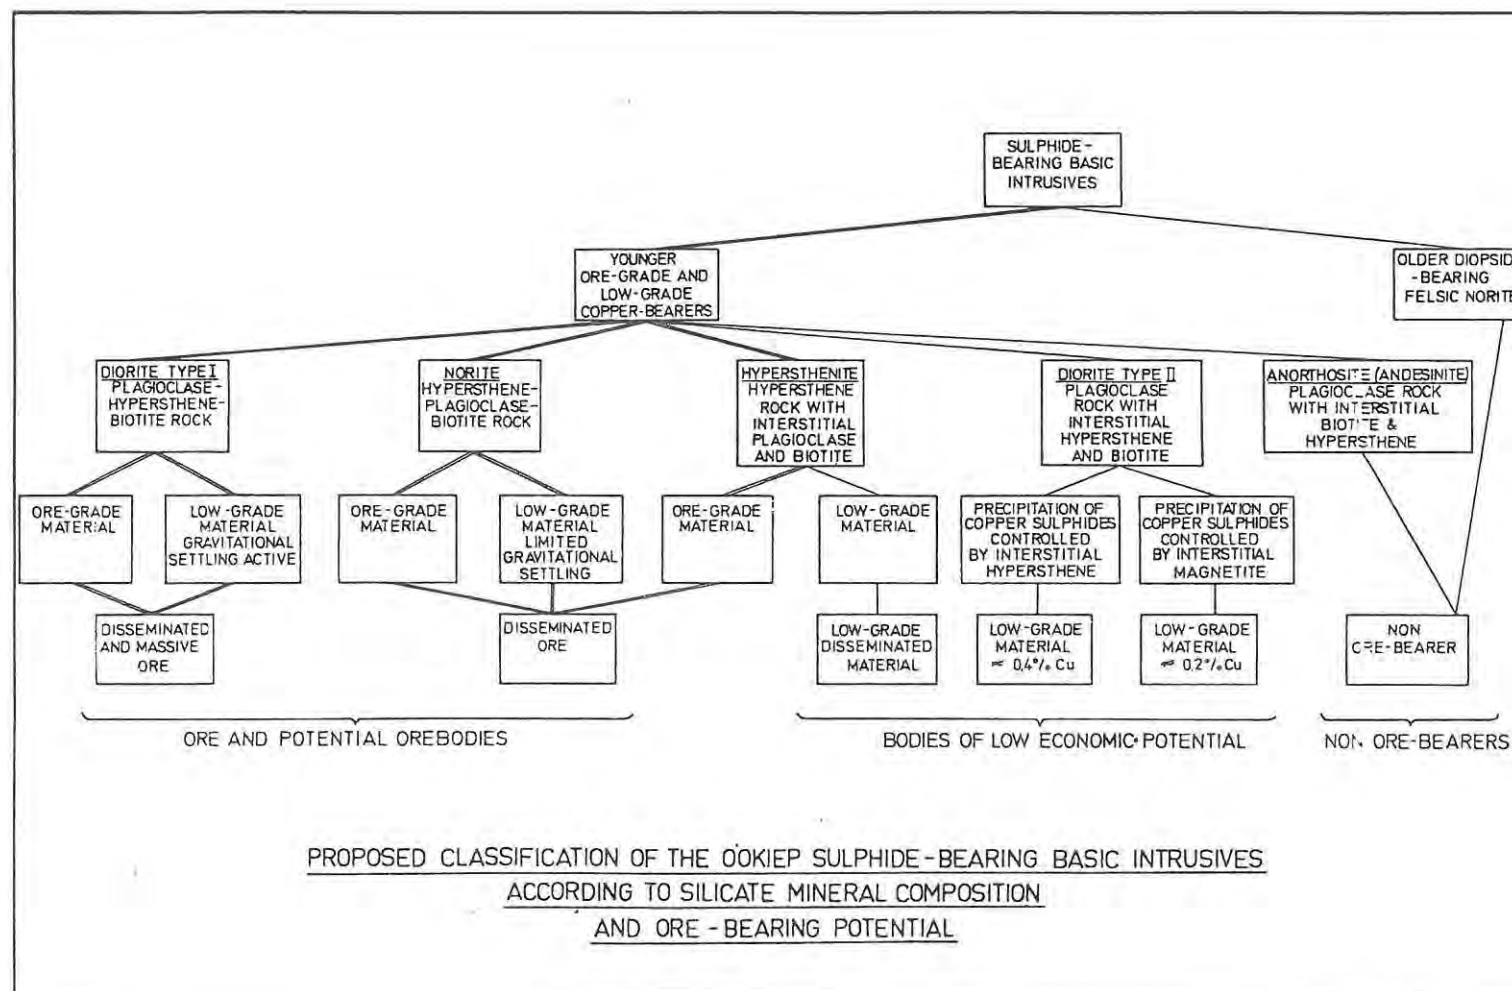 SULPHIDE-
BEARING BASIC
INTRUSIVES
YOUNGER
ORE-GRADE AND
LOW-GRADE
COPPER-BEARERS
OLDER DIOPSID
-BEARING
FELSIC NORITE
DIORITE TYPE I
PLAGIOCLASE-
HYPERSTHENE-
BIOTITE ROCK
NORITE
HYPERSTHENE-
PLAGIOCLASE-
BIOTITE ROCK
HYPERSTHENITE
HYPERSTHENE
ROCK WITH
INTERSTITIAL
PLAGIOCLASE
AND BIOTITE
DIORITE TYPE II
PLAGIOCLASE
ROCK WITH
INTERSTITIAL
HYPERSTHENE
AND BIOTITE
ANORTHOSITE (ANDESINITE)
PLAGIOCLASE ROCK
WITH INTERSTITIAL
BIOTITE &
HYPERSTHENE
ORE-GRADE
MATERIAL
LOW-GRADE
MATERIAL
GRAVITATIONAL
SETTLING ACTIVE
ORE-GRADE
MATERIAL
LOW-GRADE
MATERIAL
LIMITED
GRAVITATIONAL
SETTLING
ORE-GRADE
MATERIAL
LOW-GRADE
MATERIAL
PRECIPITATION OF
COPPER SULPHIDES
CONTROLLED
BY INTERSTITIAL
HYPERSTHENE
PRECIPITATION OF
COPPER SULPHIDES
CONTROLLED
BY INTERSTITIAL
MAGNETITE
DISSEMINATED
AND MASSIVE
ORE
DISSEMINATED
ORE
LOW-GRADE
DISSEMINATED
MATERIAL
LOW-GRADE
MATERIAL
≈ 0,4% Cu
LOW-GRADE
MATERIAL
≈ 0,2% Cu
NON
ORE-BEARER
ORE AND POTENTIAL OREBODIES
BODIES OF LOW ECONOMIC POTENTIAL
NON ORE-BEARERS
PROPOSED CLASSIFICATION OF THE O'OKIEP SULPHIDE-BEARING BASIC INTRUSIVES
ACCORDING TO SILICATE MINERAL COMPOSITION
AND ORE-BEARING POTENTIAL